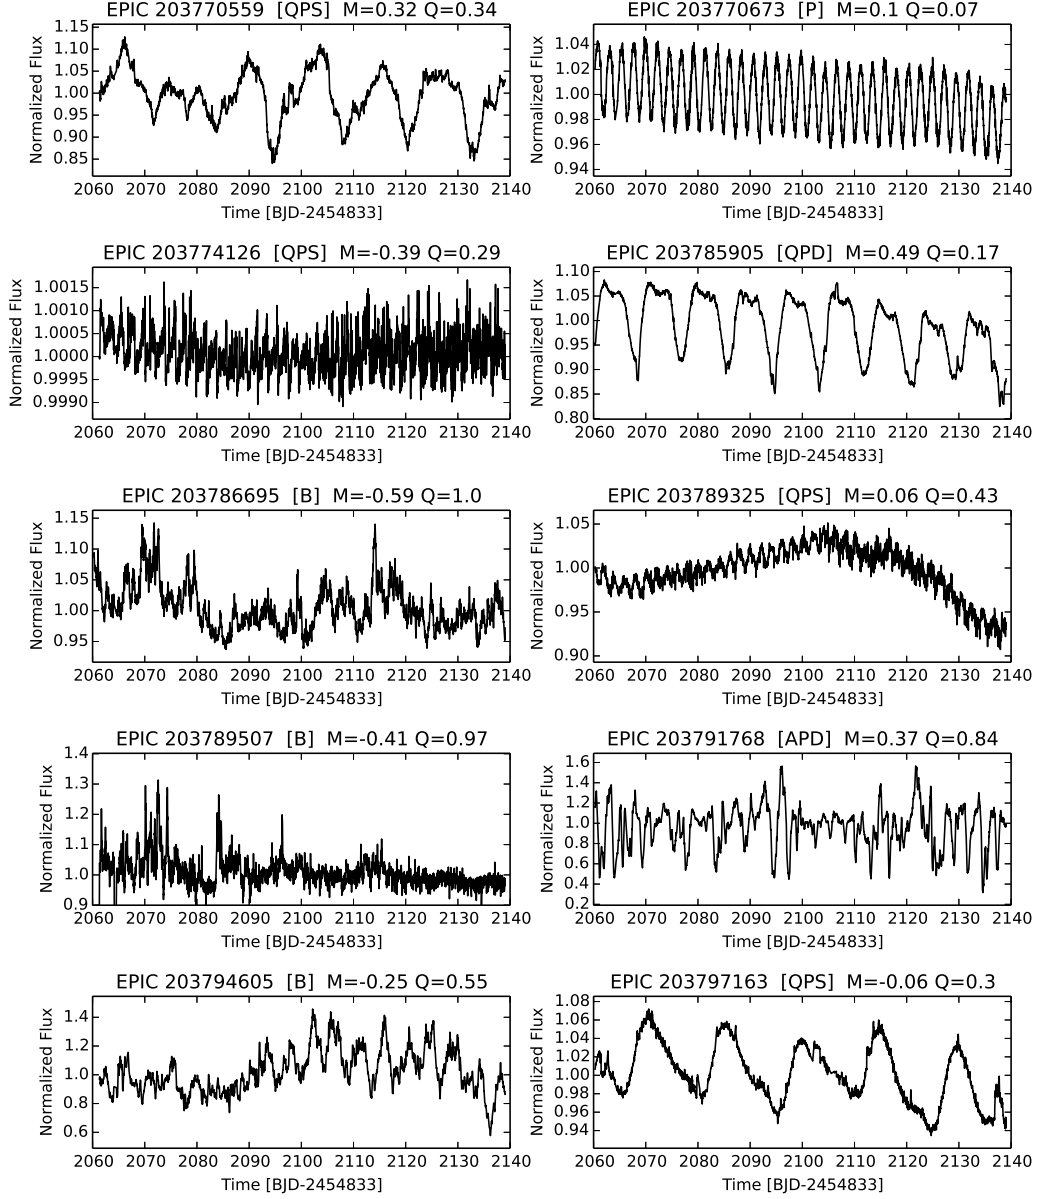 EPIC 203770559 [QPS] M=0.32 Q=0.34
Normalized Flux
1.15
1.10
1.05
1.00
0.95
0.90
0.85
2060 2070 2080 2090 2100 2110 2120 2130 2140
Time [BJD-2454833]
EPIC 203770673 [P] M=0.1 Q=0.07
Normalized Flux
1.04
1.02
1.00
0.98
0.96
0.94
2060 2070 2080 2090 2100 2110 2120 2130 2140
Time [BJD-2454833]
EPIC 203774126 [QPS] M=-0.39 Q=0.29
Normalized Flux
1.0015
1.0010
1.0005
1.0000
0.9995
0.9990
2060 2070 2080 2090 2100 2110 2120 2130 2140
Time [BJD-2454833]
EPIC 203785905 [QPD] M=0.49 Q=0.17
Normalized Flux
1.10
1.05
1.00
0.95
0.90
0.85
0.80
2060 2070 2080 2090 2100 2110 2120 2130 2140
Time [BJD-2454833]
EPIC 203786695 [B] M=-0.59 Q=1.0
Normalized Flux
1.15
1.10
1.05
1.00
0.95
2060 2070 2080 2090 2100 2110 2120 2130 2140
Time [BJD-2454833]
EPIC 203789325 [QPS] M=0.06 Q=0.43
Normalized Flux
1.05
1.00
0.95
0.90
2060 2070 2080 2090 2100 2110 2120 2130 2140
Time [BJD-2454833]
EPIC 203789507 [B] M=-0.41 Q=0.97
Normalized Flux
1.4
1.3
1.2
1.1
1.0
0.9
2060 2070 2080 2090 2100 2110 2120 2130 2140
Time [BJD-2454833]
EPIC 203791768 [APD] M=0.37 Q=0.84
Normalized Flux
1.6
1.4
1.2
1.0
0.8
0.6
0.4
0.2
2060 2070 2080 2090 2100 2110 2120 2130 2140
Time [BJD-2454833]
EPIC 203794605 [B] M=-0.25 Q=0.55
Normalized Flux
1.4
1.2
1.0
0.8
0.6
2060 2070 2080 2090 2100 2110 2120 2130 2140
Time [BJD-2454833]
EPIC 203797163 [QPS] M=-0.06 Q=0.3
Normalized Flux
1.08
1.06
1.04
1.02
1.00
0.98
0.96
0.94
2060 2070 2080 2090 2100 2110 2120 2130 2140
Time [BJD-2454833]